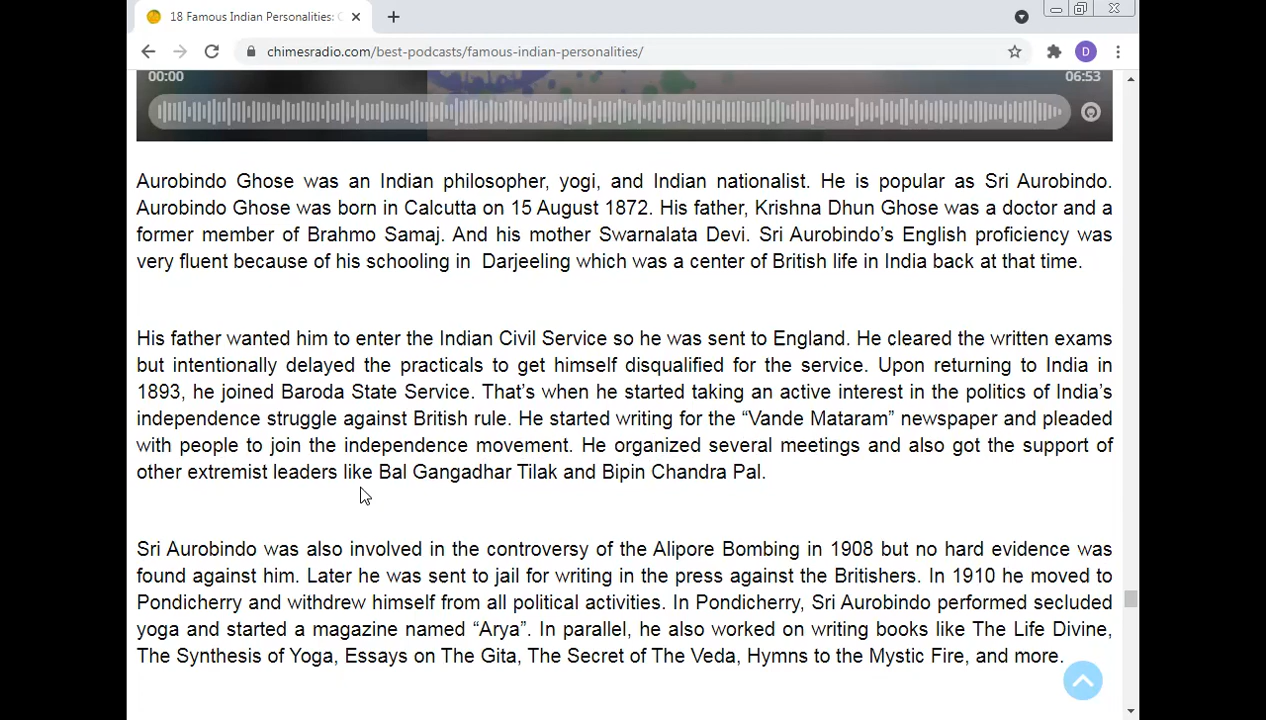 18 Famous Indian Personalities:
chimesradio.com/best-podcasts/famous-indian-personalities/
D
00:00 06:53
Aurobindo Ghose was an Indian philosopher, yogi, and Indian nationalist. He is popular as Sri Aurobindo.
Aurobindo Ghose was born in Calcutta on 15 August 1872. His father, Krishna Dhun Ghose was a doctor and a
former member of Brahmo Samaj. And his mother Swarnalata Devi. Sri Aurobindo’s English proficiency was
very fluent because of his schooling in  Darjeeling which was a center of British life in India back at that time.
His father wanted him to enter the Indian Civil Service so he was sent to England. He cleared the written exams
but intentionally delayed the practicals to get himself disqualified for the service. Upon returning to India in
1893, he joined Baroda State Service. That’s when he started taking an active interest in the politics of India’s
independence struggle against British rule. He started writing for the “Vande Mataram” newspaper and pleaded
with people to join the independence movement. He organized several meetings and also got the support of
other extremist leaders like Bal Gangadhar Tilak and Bipin Chandra Pal.
Sri Aurobindo was also involved in the controversy of the Alipore Bombing in 1908 but no hard evidence was
found against him. Later he was sent to jail for writing in the press against the Britishers. In 1910 he moved to
Pondicherry and withdrew himself from all political activities. In Pondicherry, Sri Aurobindo performed secluded
yoga and started a magazine named “Arya”. In parallel, he also worked on writing books like The Life Divine,
The Synthesis of Yoga, Essays on The Gita, The Secret of The Veda, Hymns to the Mystic Fire, and more.